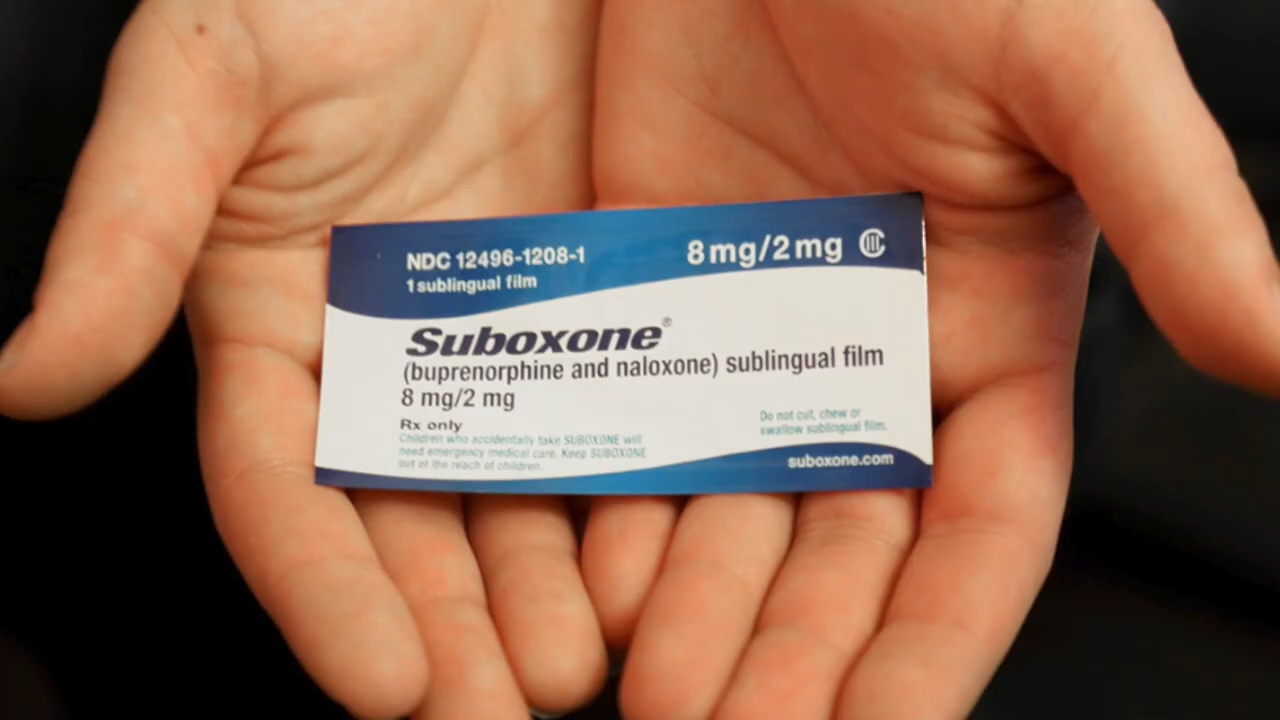 NDC 12496-1208-1
8 mg/2 mg CIII
1 sublingual film
Suboxone®
(buprenorphine and naloxone) sublingual film
8 mg/2 mg
Rx only
Children who accidentally take SUBOXONE will
need emergency medical care. Keep SUBOXONE
out of the reach of children.
Do not cut, chew or
swallow sublingual film.
suboxone.com